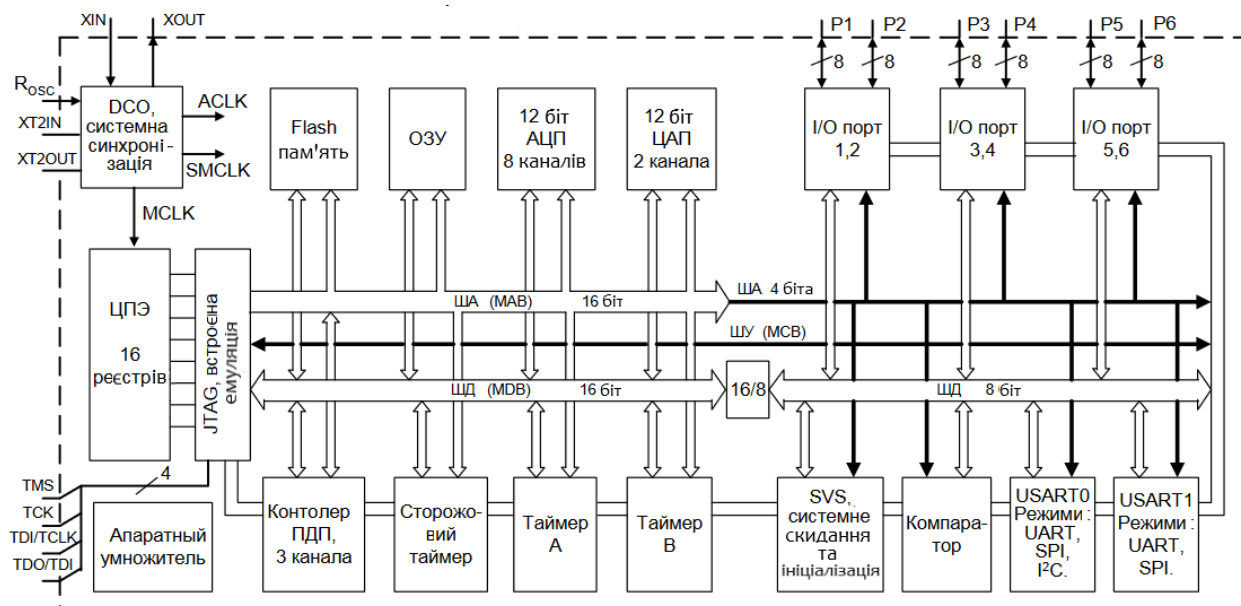 XIN
XOUT
P1
P2
P3
P4
P5
P6
8
8
8
8
8
8
Rosc
XT2IN
XT2OUT
DCO,
системна
синхроні-
зація
ACLK
SMCLK
MCLK
Flash
пам'ять
ОЗУ
12 біт
АЦП
8 каналів
12 біт
ЦАП
2 канала
I/O порт
1,2
I/O порт
3,4
I/O порт
5,6
ЦПЭ
16
реєстрів
JTAG, встроєіна
емуляція
ША (MAB) 16 біт
ША 4 біта
ШУ (МСВ)
ЩД (MDB) 16 біт
16/8
ЩД 8 біт
TMS
TCK
TDI/TCLK
TDO/TDI
4
Апаратный
умножитель
Контолер
ПДП,
3 канала
Сторожо-
вий
таймер
Таймер
А
Таймер
В
SVS,
системне
скидання та
ініціалізація
Компара-
тор
USART0
Режими :
UART,
SPI,
I²C.
USART1
Режими :
UART,
SPI.